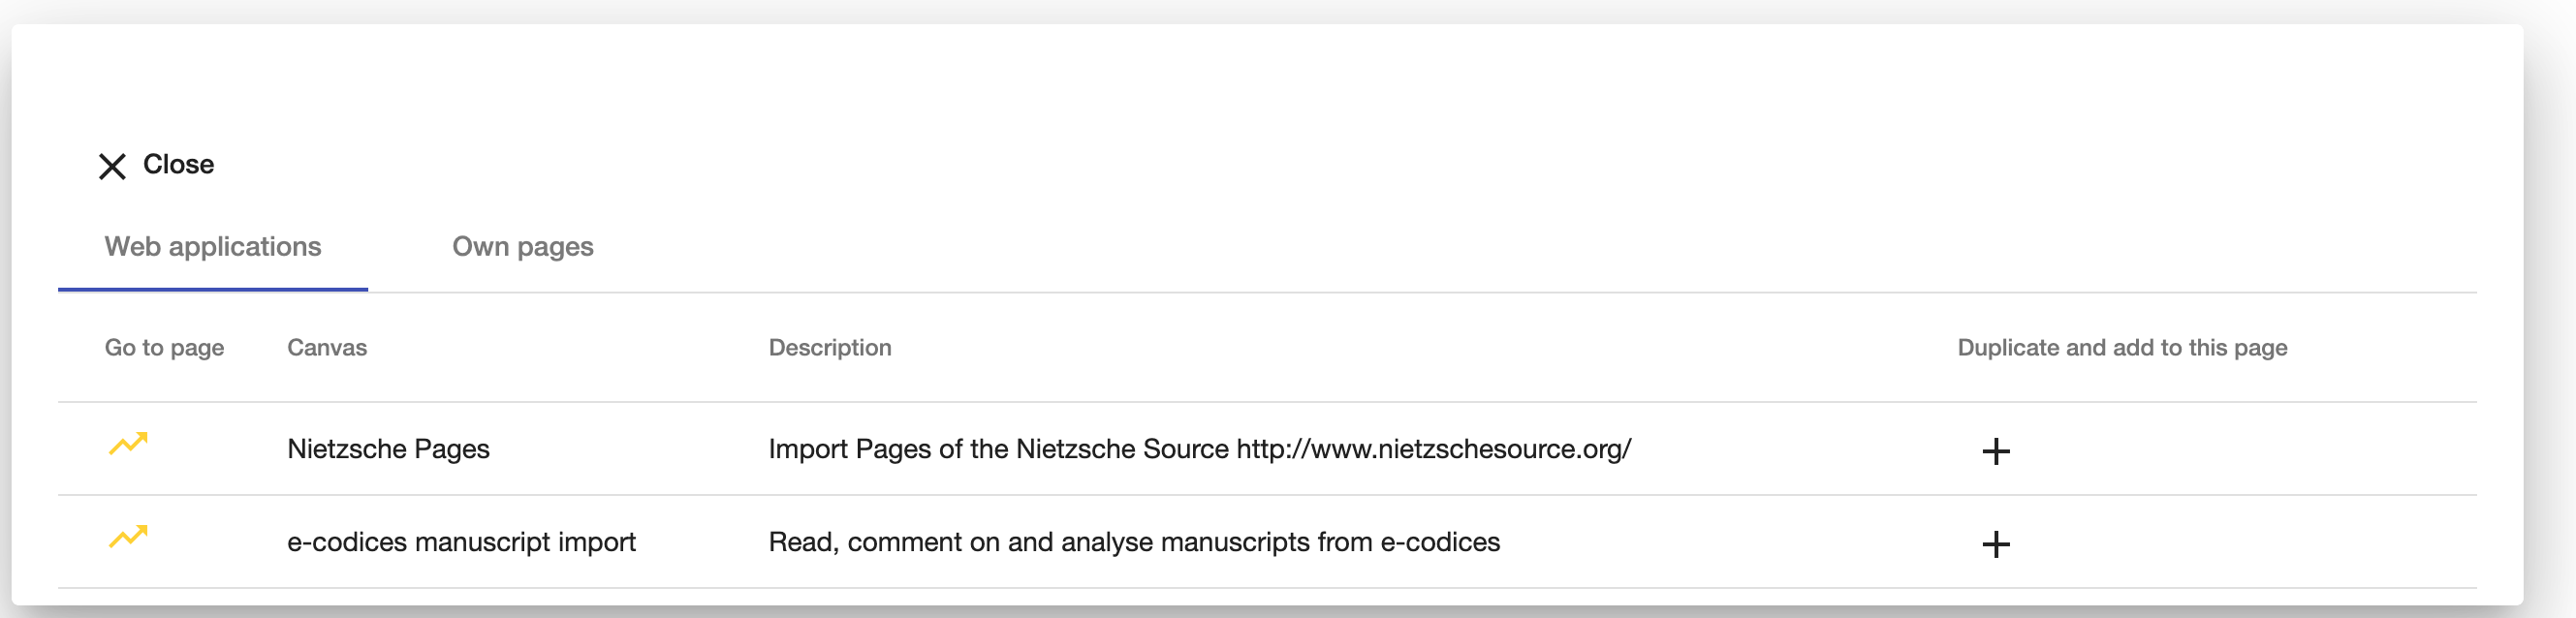 Close
Web applications Own pages
Go to page Canvas Description Duplicate and add to this page
Nietzsche Pages Import Pages of the Nietzsche Source http://www.nietzschesource.org/
e-codices manuscript import Read, comment on and analyse manuscripts from e-codices